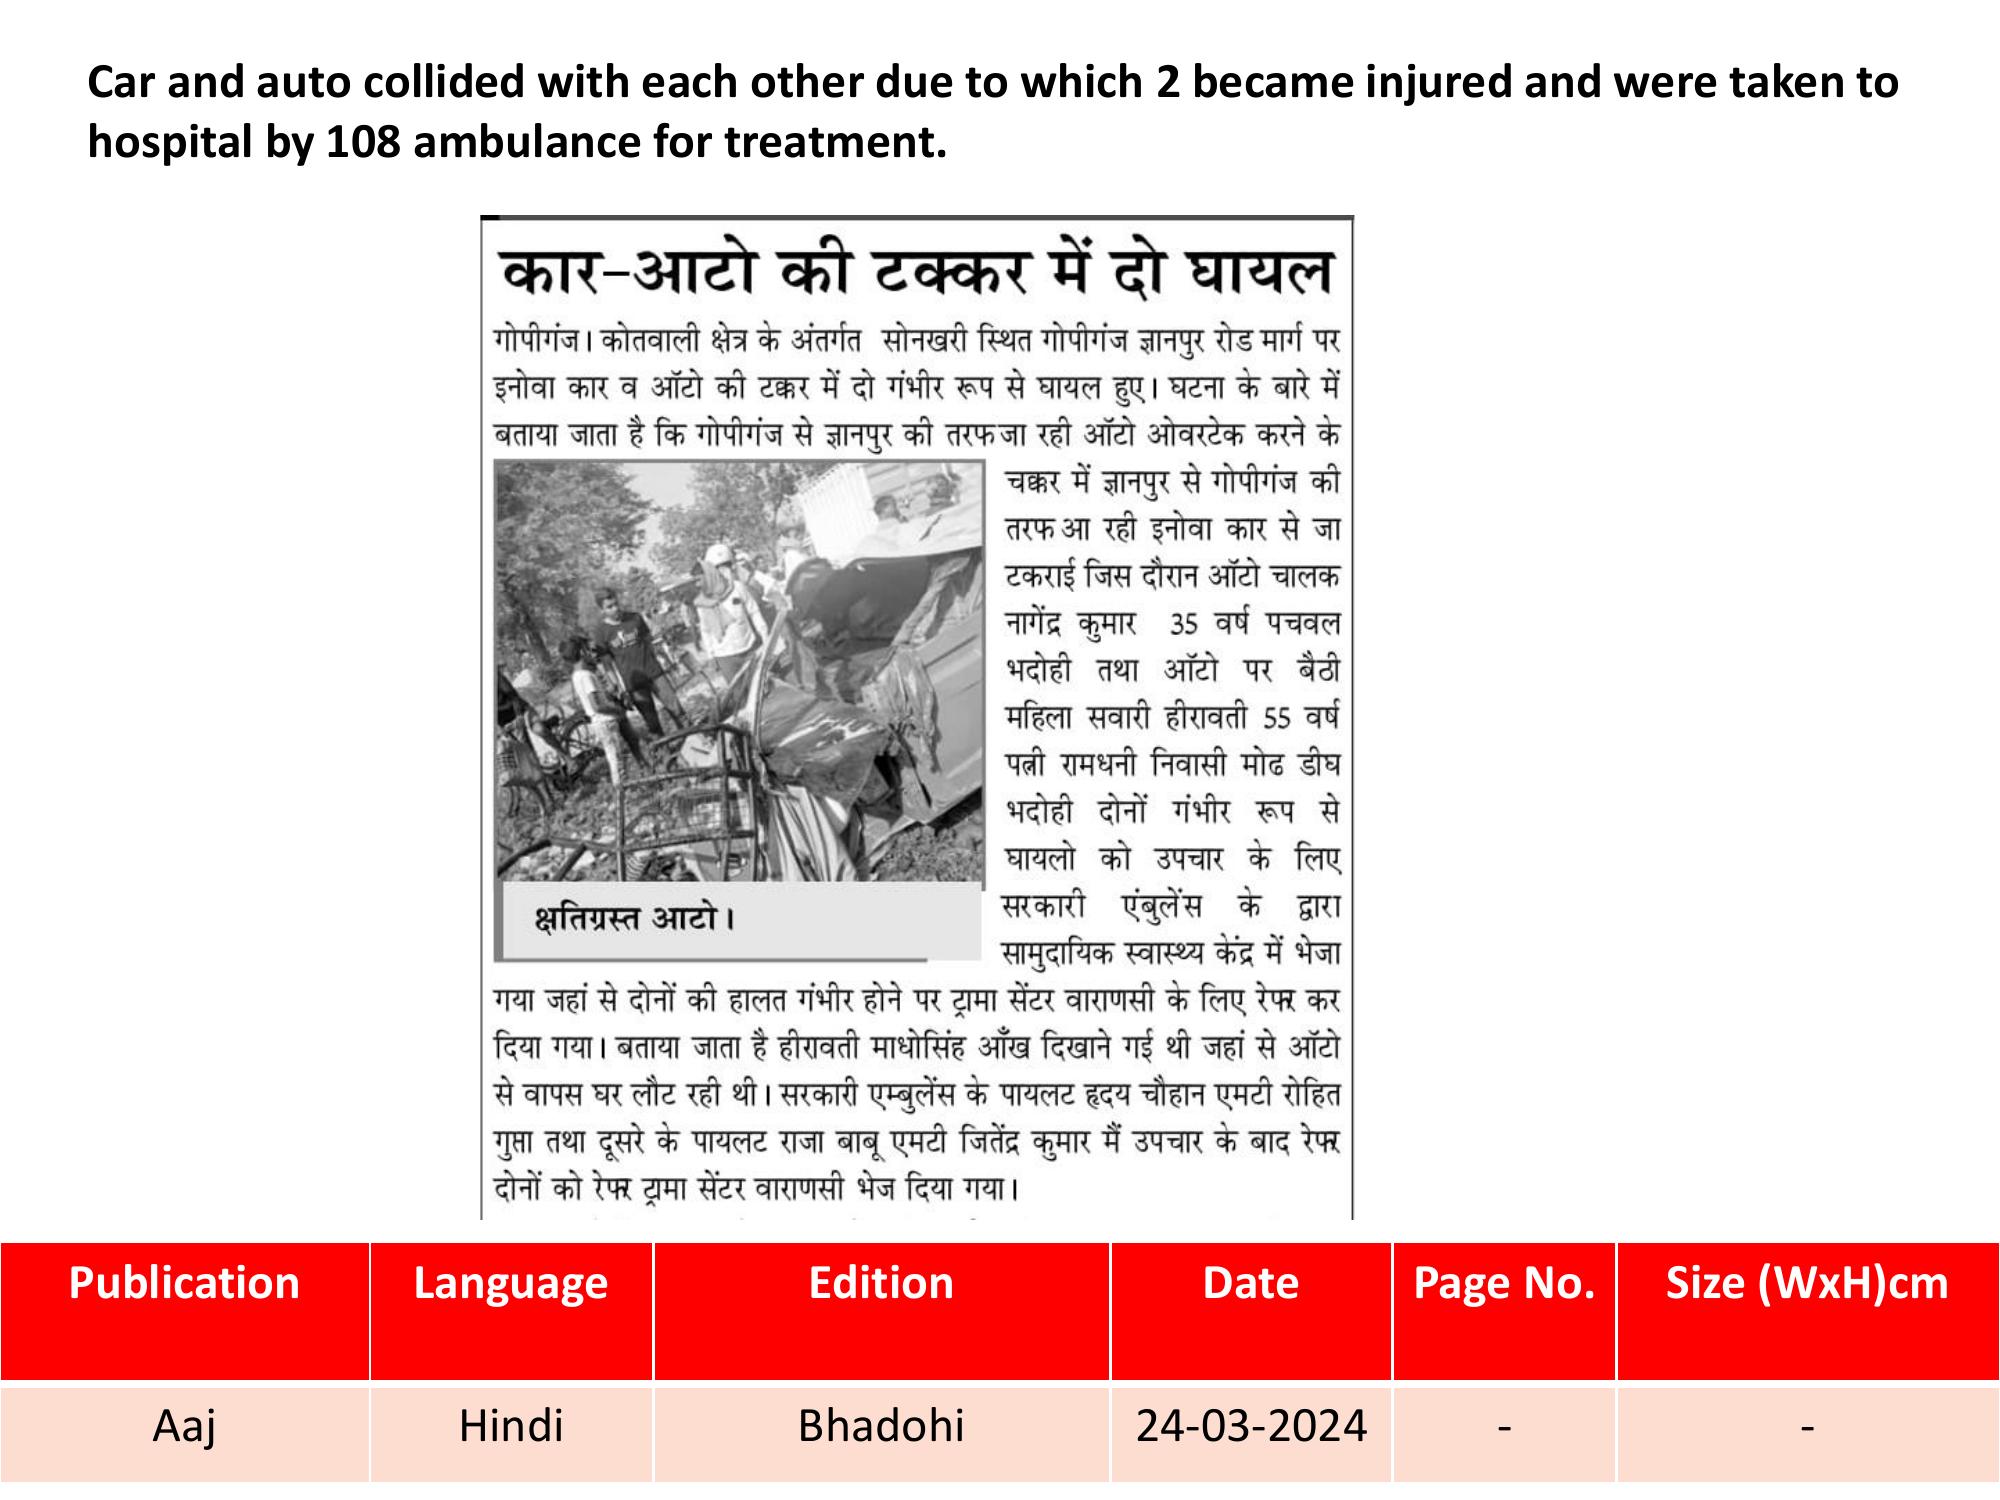 Car and auto collided with each other due to which 2 became injured and were taken to
hospital by 108 ambulance for treatment.
कार-आटो की टक्कर में दो घायल
गोपीगंज। कोतवाली क्षेत्र के अंतर्गत सोनखरी स्थित गोपीगंज ज्ञानपुर रोड मार्ग पर
इनोवा कार व ऑटो की टक्कर में दो गंभीर रूप से घायल हुए। घटना के बारे में
बताया जाता है कि गोपीगंज से ज्ञानपुर की तरफ जा रही ऑटो ओवरटेक करने के
चक्कर में ज्ञानपुर से गोपीगंज की
तरफ आ रही इनोवा कार से जा
टकराई जिस दौरान ऑटो चालक
नागेंद्र कुमार 35 वर्ष पचवल
भदोही तथा ऑटो पर बैठी
महिला सवारी हीरावती 55 वर्ष
पत्नी रामधनी निवासी मोढ डीघ
भदोही दोनों गंभीर रूप से
घायलो को उपचार के लिए
सरकारी एंबुलेंस के द्वारा
सामुदायिक स्वास्थ्य केंद्र में भेजा
क्षतिग्रस्त आटो।
गया जहां से दोनों की हालत गंभीर होने पर ट्रामा सेंटर वाराणसी के लिए रेफर कर
दिया गया। बताया जाता है हीरावती माधोसिंह आँख दिखाने गई थी जहां से ऑटो
से वापस घर लौट रही थी। सरकारी एम्बुलेंस के पायलट हृदय चौहान एमटी रोहित
गुप्ता तथा दूसरे के पायलट राजा बाबू एमटी जितेंद्र कुमार मैं उपचार के बाद रेफर
दोनों को रेफर ट्रामा सेंटर वाराणसी भेज दिया गया।
Publication Language Edition Date Page No. Size (WxH)cm
Aaj Hindi Bhadohi 24-03-2024 - -